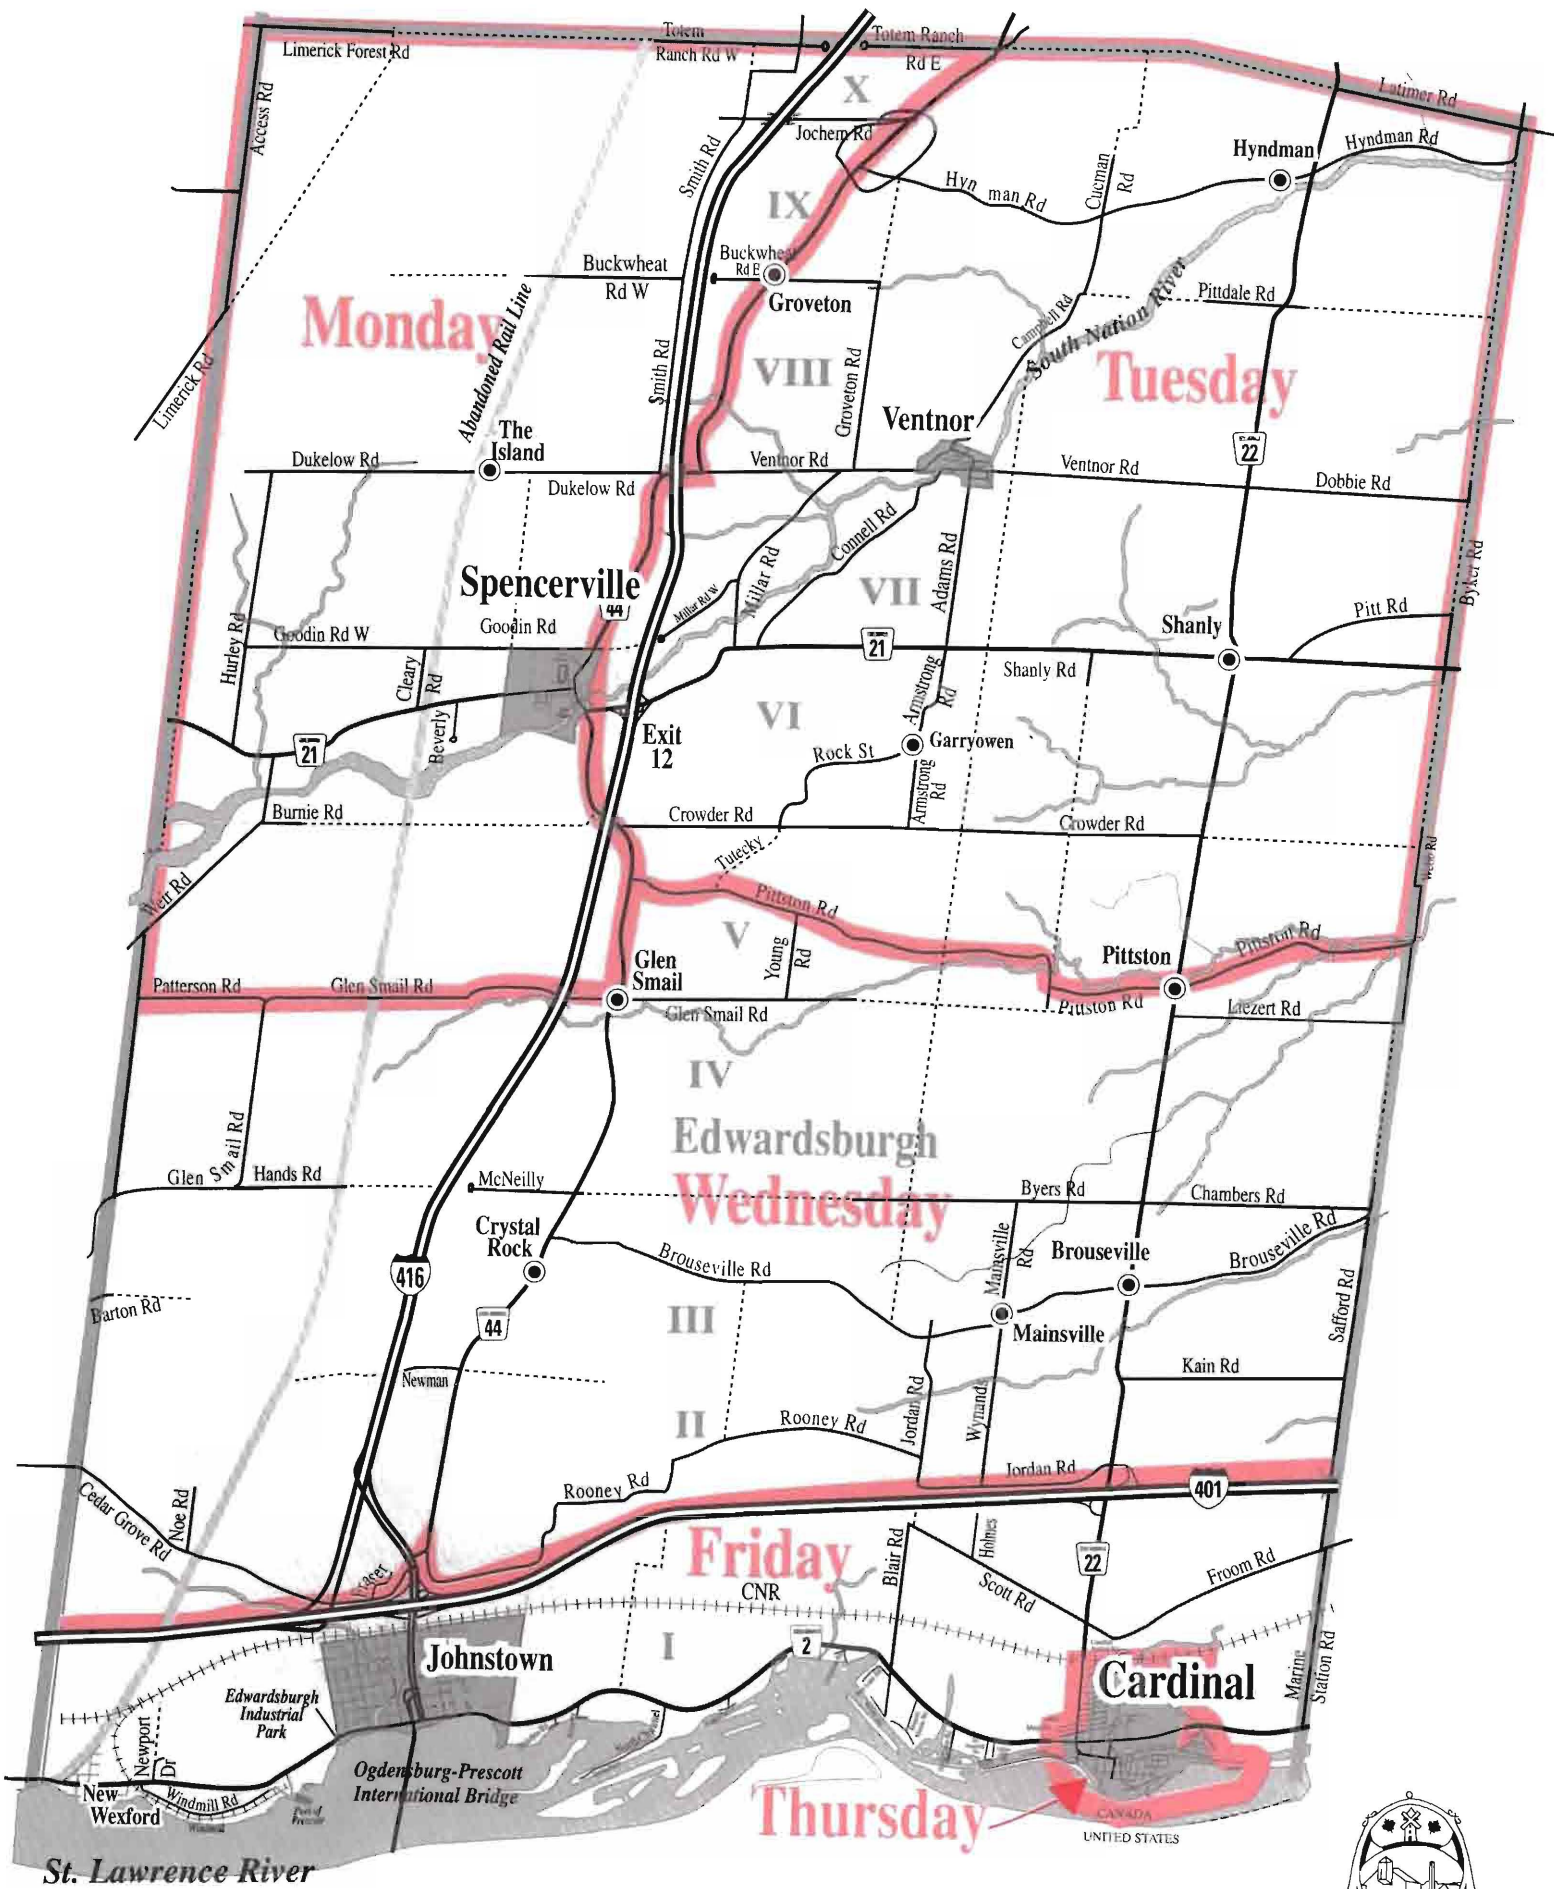 Totem
Ranch Rd W
Totem Ranch
Rd E
Limerick Forest Rd
Latimer Rd
Access Rd
X
Jochem Rd
Smith Rd
Hyndman
Hyndman Rd
Hyn man Rd
Cucman
Rd
IX
Buckwheat
Rd W
Buckwheat
Rd E
Groveton
Pittdale Rd
Campbell Rd
South Nation River
Monday
Abandoned Rail Line
Smith Rd
VIII
Groveton Rd
Tuesday
Limerick Rd
Ventnor
The
Island
22
Dukelow Rd
Dukelow Rd
Ventnor Rd
Ventnor Rd
Dobbie Rd
Connell Rd
Millar Rd
Adams Rd
Byker Rd
Spencerville
44
Millar Rd W
VII
Pitt Rd
Shanly
Hurley Rd
Goodin Rd W
Goodin Rd
21
Shanly Rd
Cleary
Rd
Armstrong
Rd
Beverly
VI
Exit
12
Garryowen
Rock St
21
Armstrong
Rd
Burnie Rd
Crowder Rd
Crowder Rd
Tutecky
Weir Rd
Pittston Rd
V
Young
Rd
Pittston
Pittston Rd
Glen
Smail
Patterson Rd
Glen Smail Rd
Glen Smail Rd
Pittston Rd
Liezert Rd
IV
Edwardsburgh
Wednesday
Glen Smail Rd
Hands Rd
McNeilly
Byers Rd
Chambers Rd
Crystal
Rock
Mainsville
Rd
Brouseville
Brouseville Rd
Brouseville Rd
416
Barton Rd
44
III
Mainsville
Safford Rd
Newman
Kain Rd
II
Rooney Rd
Jordan Rd
Wynands
Jordan Rd
Rooney Rd
401
Cedar Grove Rd
Noe Rd
Friday
Blair Rd
Holmes
22
Scott Rd
Froom Rd
CNR
Johnstown
I
2
Cardinal
Marine
Station Rd
Edwardsburgh
Industrial
Park
Newport
Dr
Ogdensburg-Prescott
International Bridge
New
Wexford
Windmill Rd
Port of
Prescott
Thursday
CANADA
UNITED STATES
St. Lawrence River